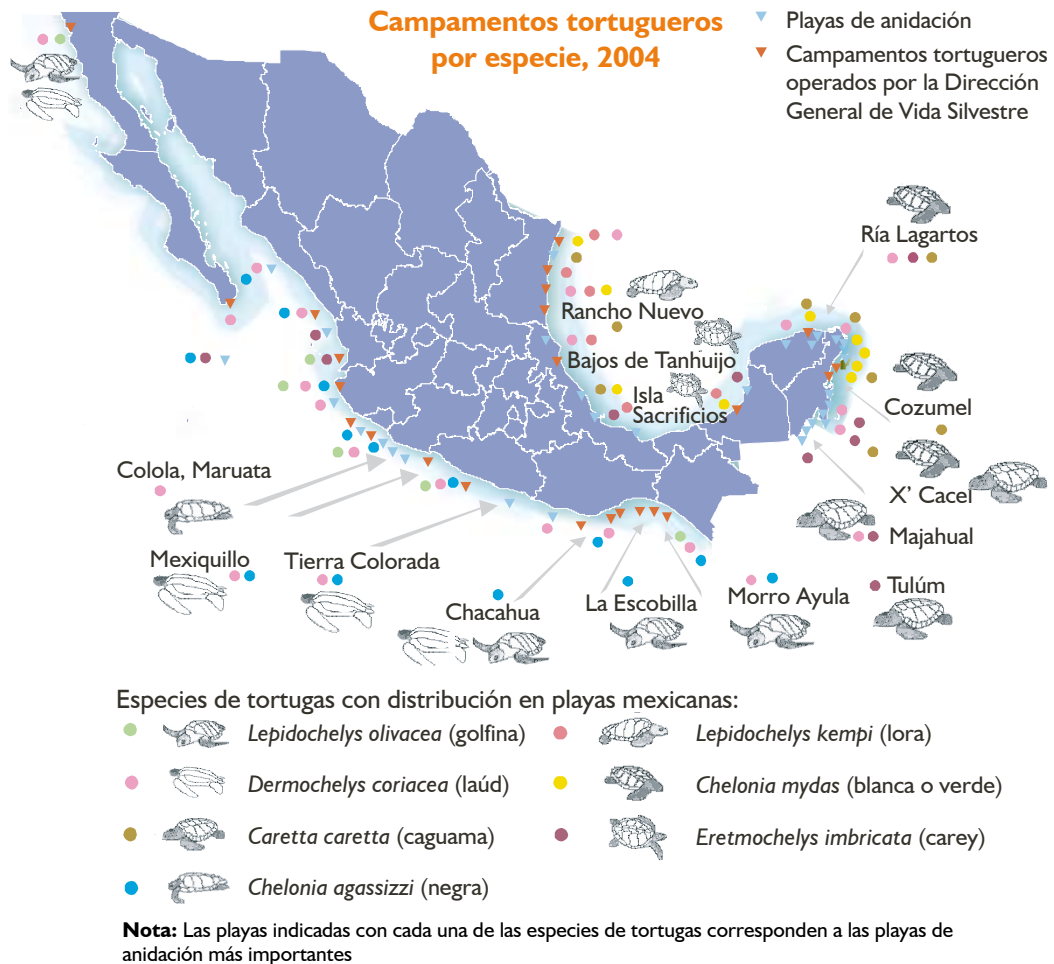 Campamentos tortugueros
por especie, 2004
Playas de anidación
Campamentos tortugueros
operados por la Dirección
General de Vida Silvestre
Ría Lagartos
Rancho Nuevo
Bajos de Tanhuijo
Isla
Sacrificios
Cozumel
Colola, Maruata
X' Cacel
Majahual
Mexiquillo
Tierra Colorada
Chacahua
La Escobilla
Morro Ayula
Tulúm
Especies de tortugas con distribución en playas mexicanas:
Lepidochelys olivacea (golfina)
Lepidochelys kempi (lora)
Dermochelys coriacea (laúd)
Chelonia mydas (blanca o verde)
Caretta caretta (caguama)
Eretmochelys imbricata (carey)
Chelonia agassizzi (negra)
Nota: Las playas indicadas con cada una de las especies de tortugas corresponden a las playas de
anidación más importantes